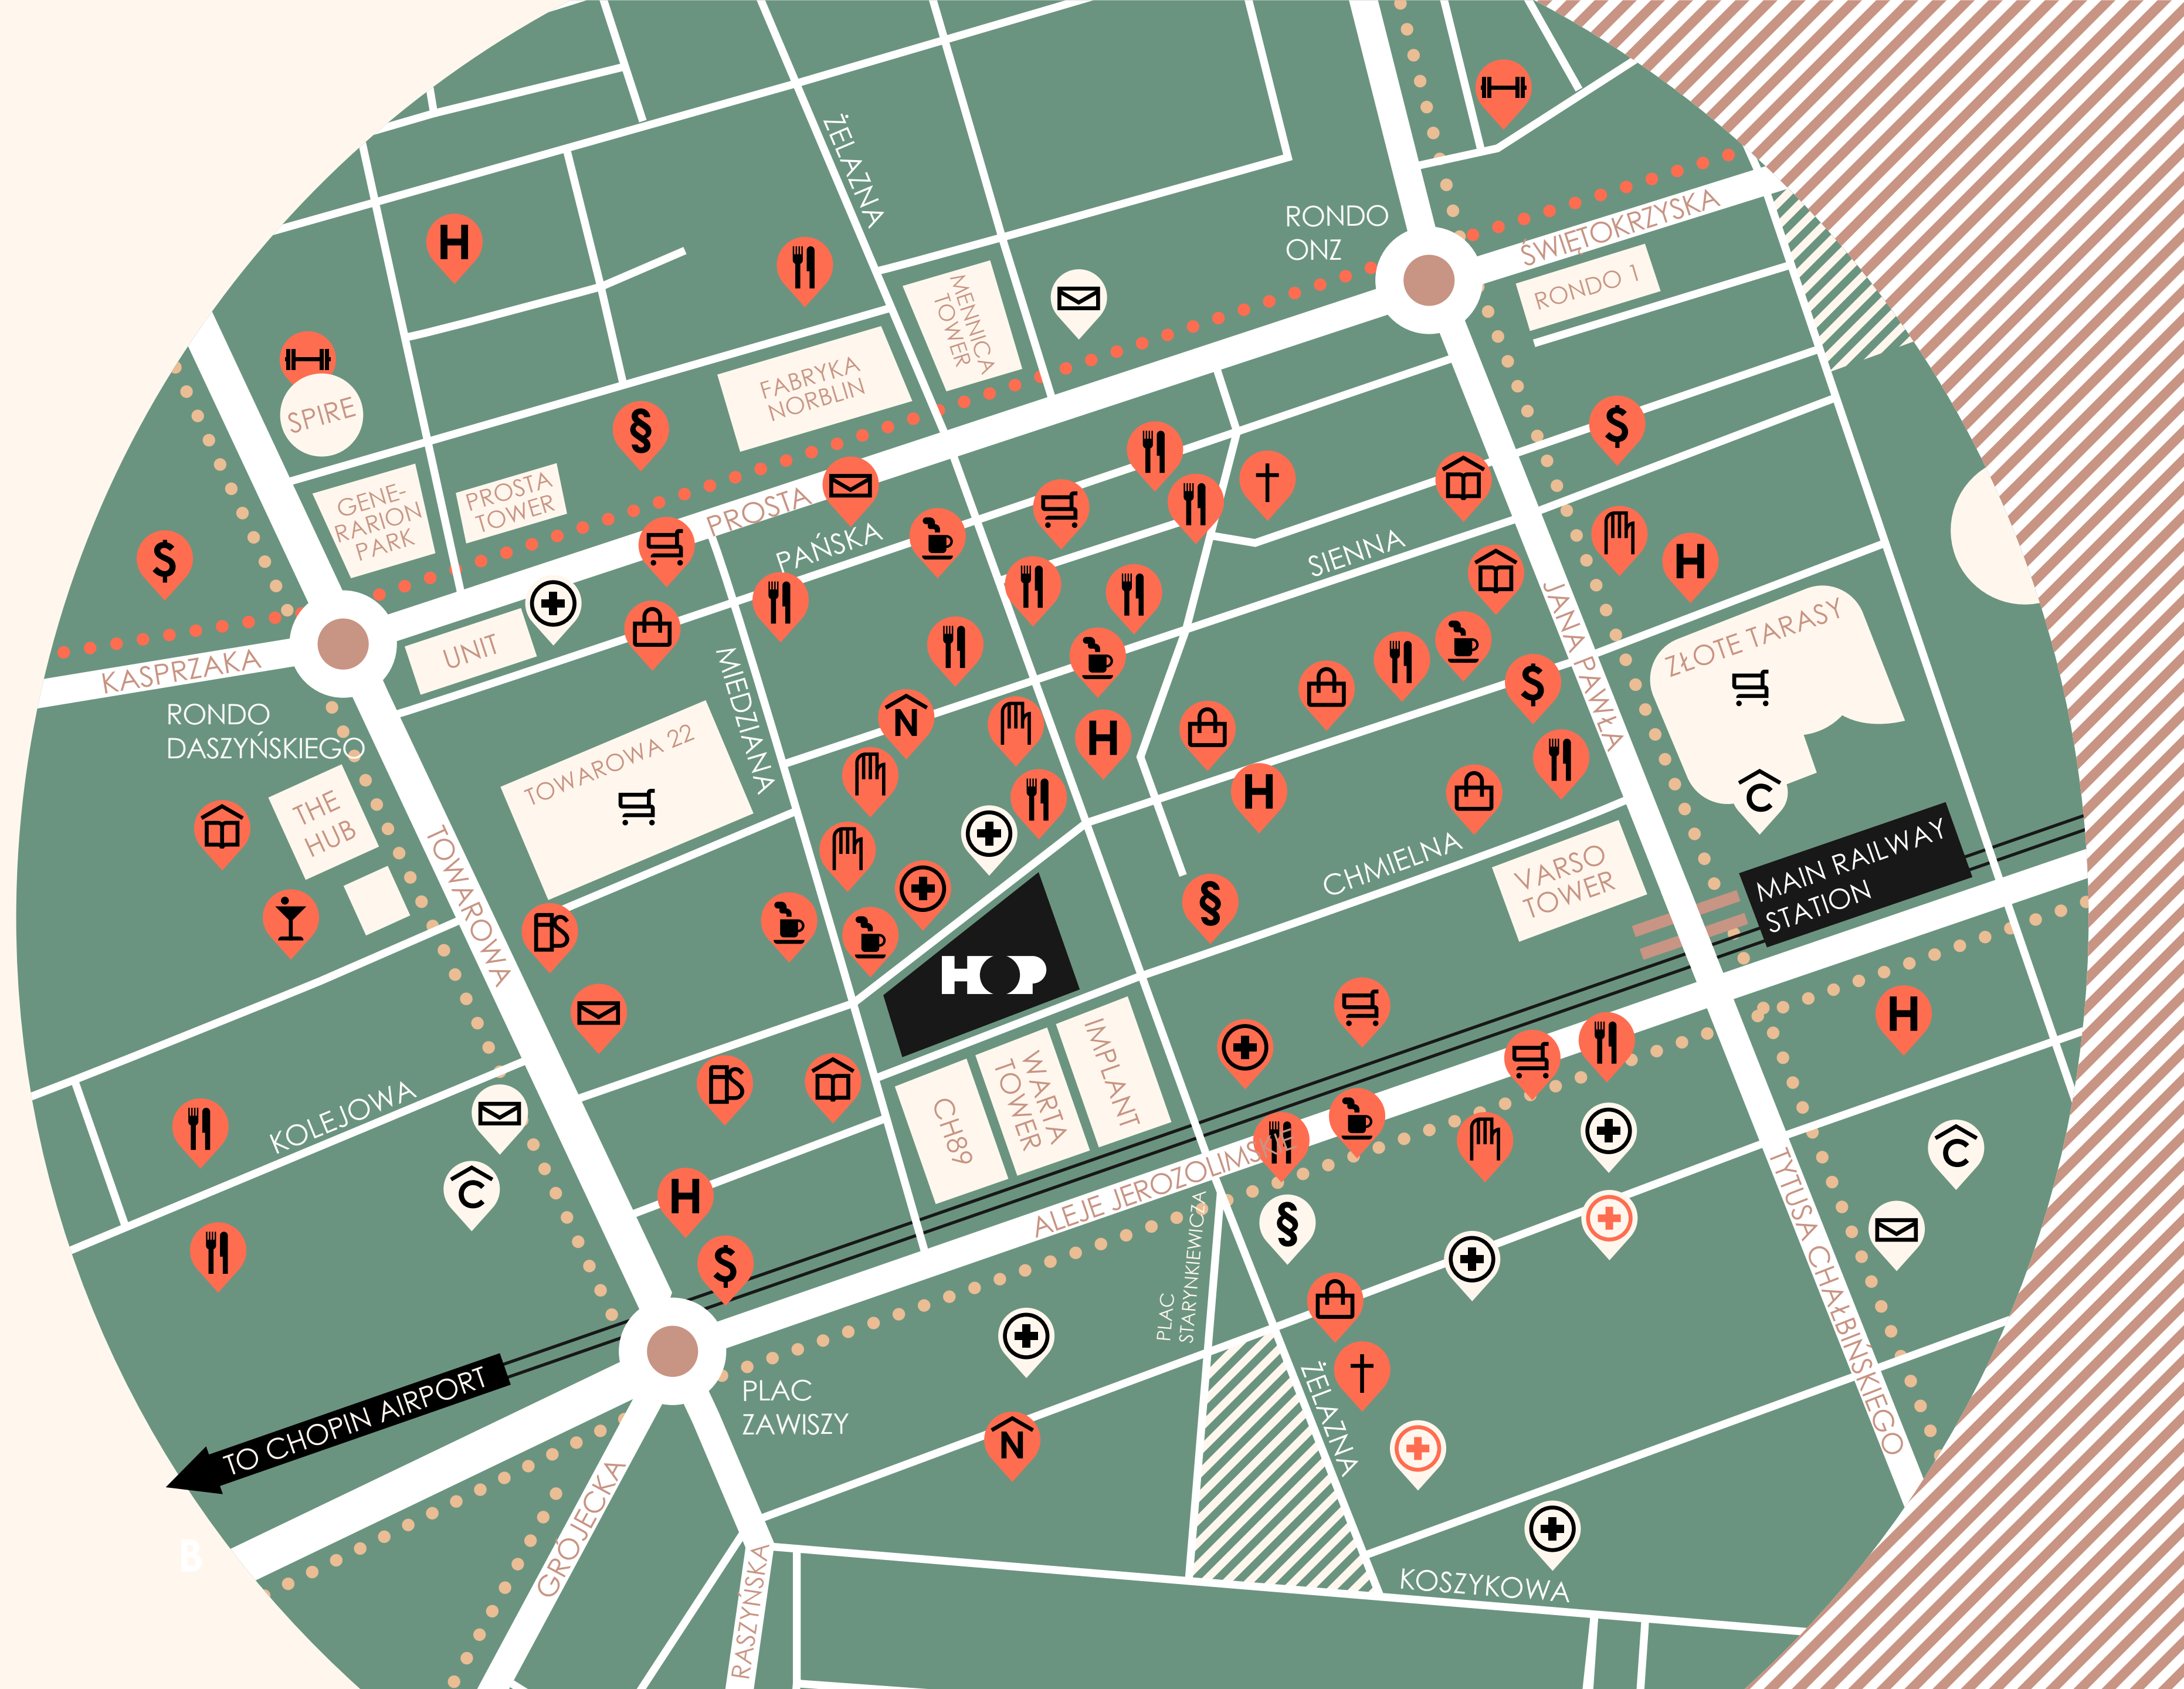 ŻELAZNA
RONDO
ONZ
ŚWIĘTOKRZYSKA
RONDO 1
MENNICA
TOWER
H
FABRYKA
NORBLIN
SPIRE
§
$
GENE-
RARION
PARK
PROSTA
TOWER
PROSTA
PAŃSKA
SIENNA
$
H
JANA PAWŁA
ZŁOTE TARASY
KASPRZAKA
UNIT
MIEDZIANA
RONDO
DASZYŃSKIEGO
TOWAROWA 22
N
H
$
H
C
THE
HUB
TOWAROWA
CHMIELNA
§
VARSO
TOWER
MAIN RAILWAY
STATION
HOP
H
KOLEJOWA
CH89
WARTA
TOWER
IMPLANT
ALEJE JEROZOLIMSKIE
C
H
$
PLAC
STARYNKIEWICZA
§
C
TYTUSA CHAŁBIŃSKIEGO
TO CHOPIN AIRPORT
PLAC
ZAWISZY
N
ŻELAZNA
B
GRÓJECKA
RASZYŃSKA
KOSZYKOWA